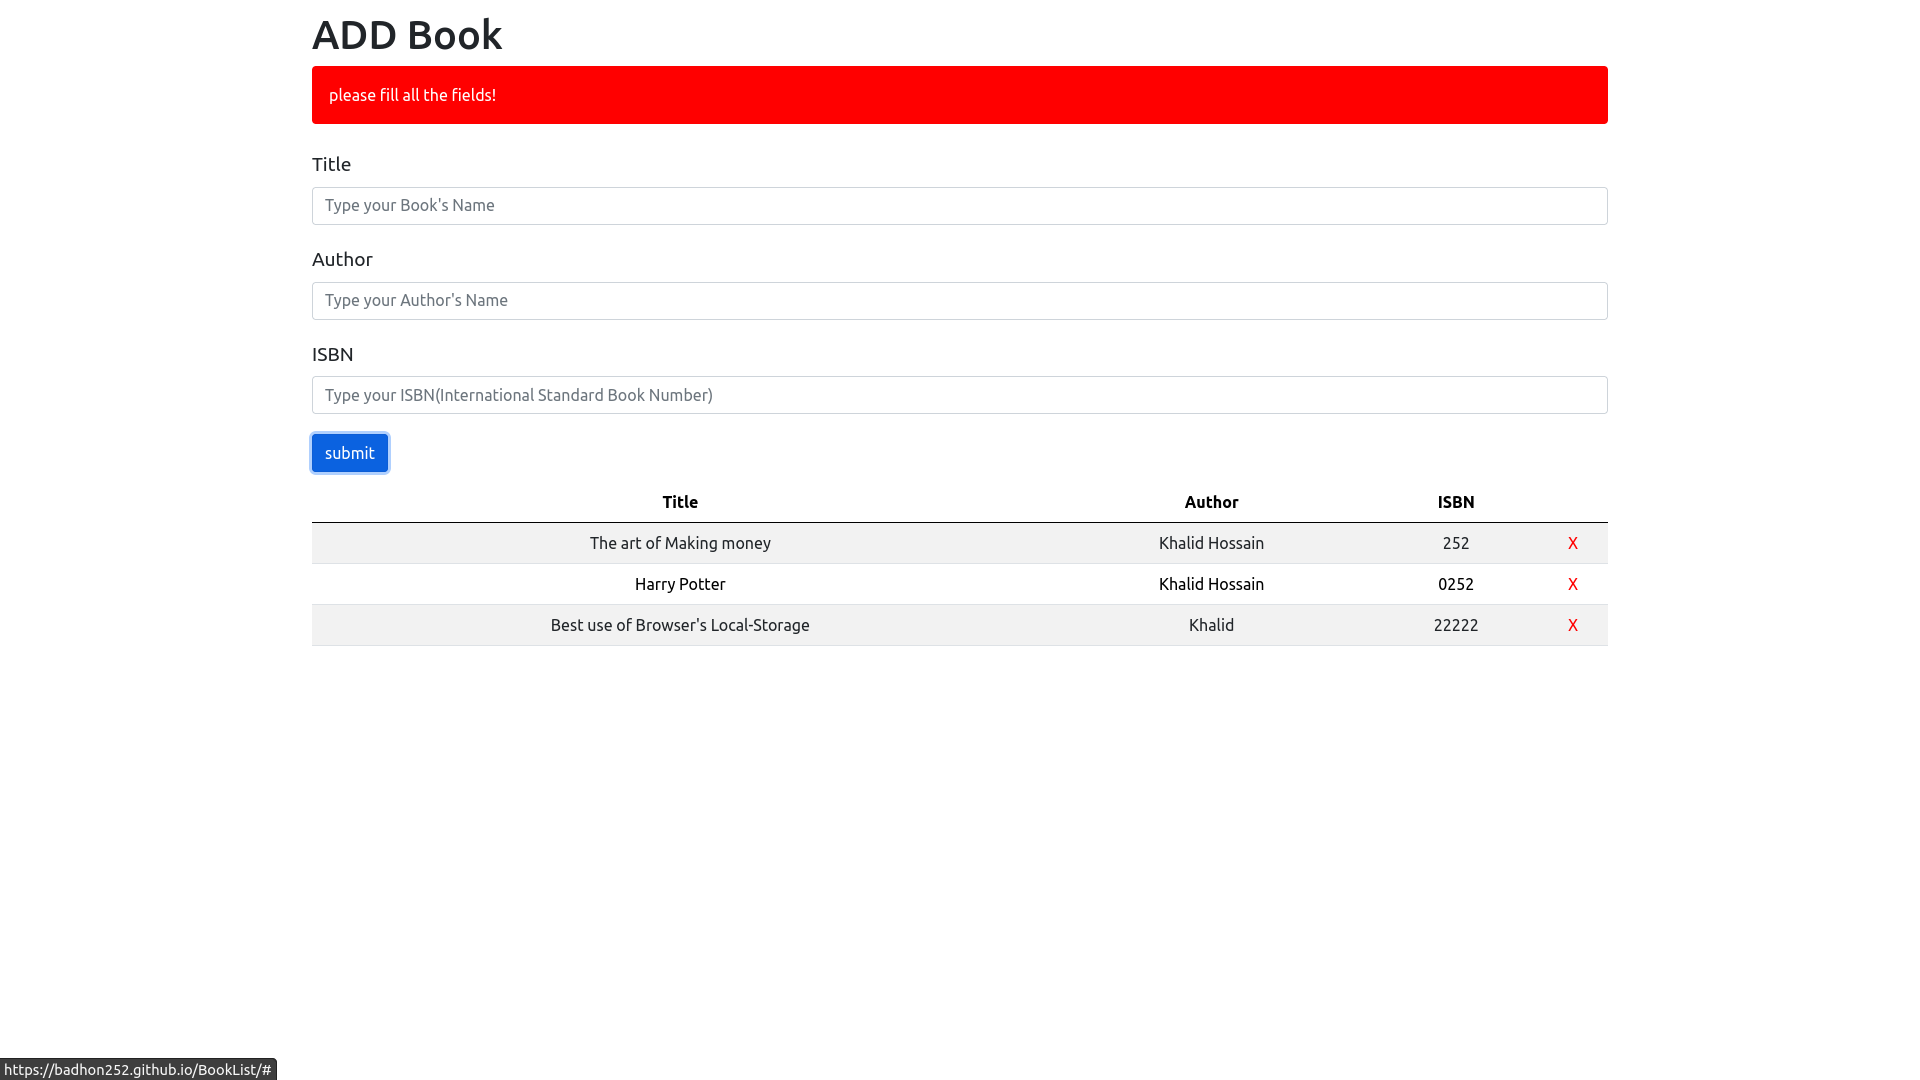 ADD Book
please fill all the fields!
Title
Type your Book's Name
Author
Type your Author's Name
ISBN
Type your ISBN(International Standard Book Number)
submit
Title Author ISBN
The art of Making money Khalid Hossain 252 X
Harry Potter Khalid Hossain 0252 X
Best use of Browser's Local-Storage Khalid 22222 X
https://badhon252.github.io/BookList/#